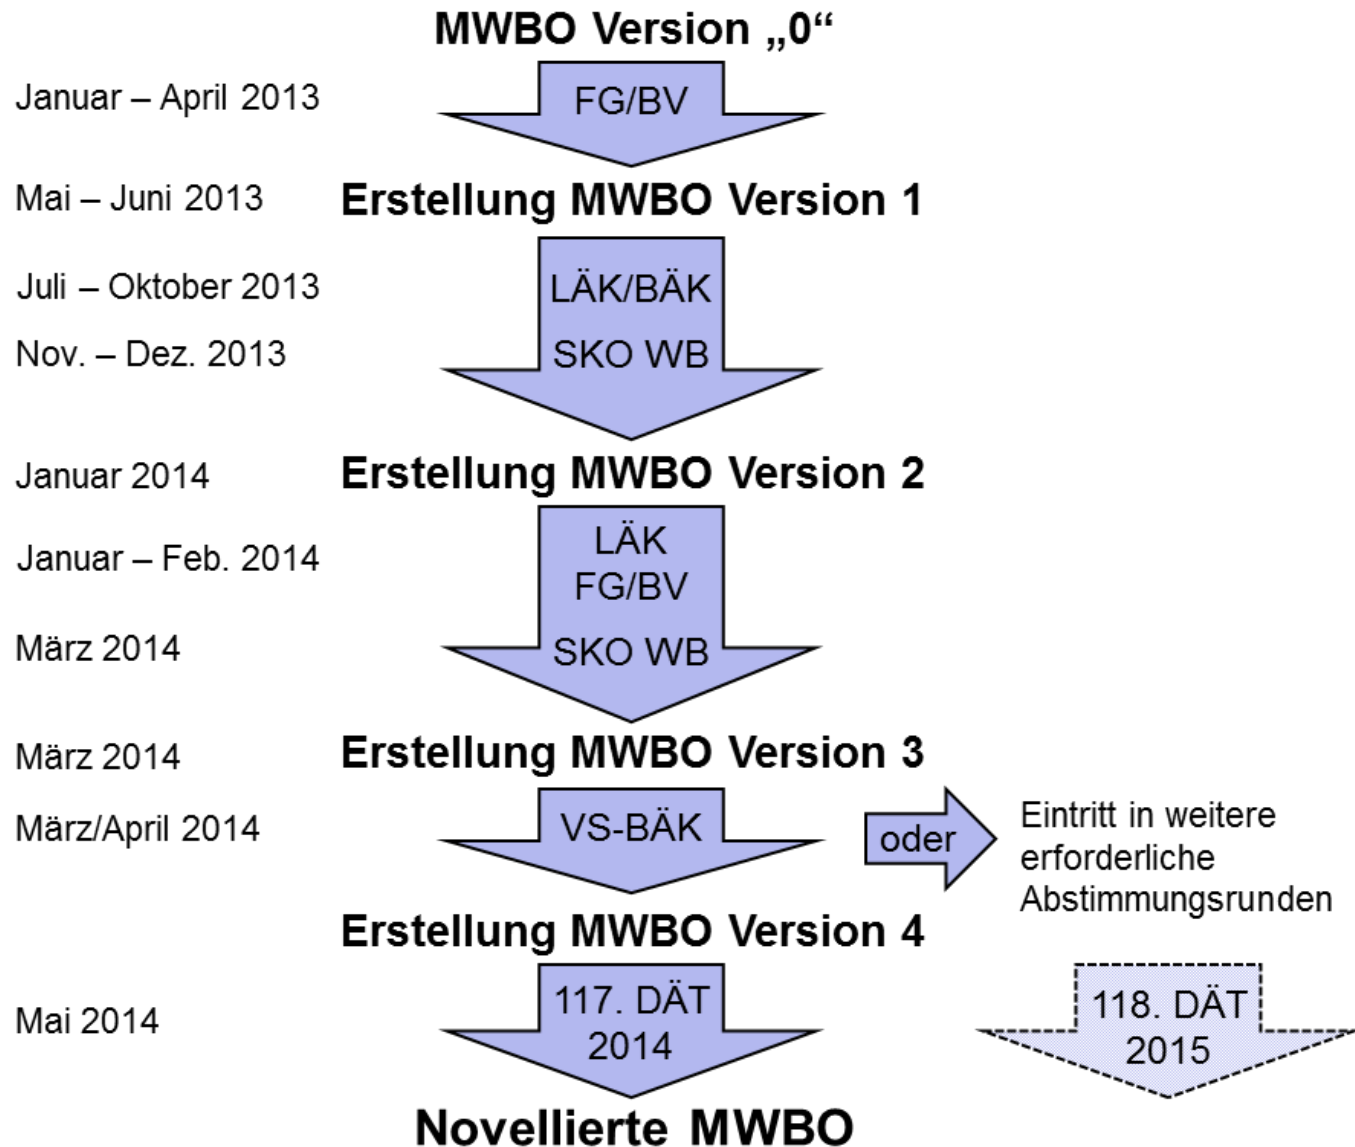 MWBO Version „0“
Januar – April 2013
FG/BV
Mai – Juni 2013
Erstellung MWBO Version 1
Juli – Oktober 2013
LÄK/BÄK
Nov. – Dez. 2013
SKO WB
Januar 2014
Erstellung MWBO Version 2
Januar – Feb. 2014
LÄK
FG/BV
März 2014
SKO WB
März 2014
Erstellung MWBO Version 3
März/April 2014
VS-BÄK
oder
Eintritt in weitere
erforderliche
Abstimmungsrunden
Erstellung MWBO Version 4
Mai 2014
117. DÄT
2014
118. DÄT
2015
Novellierte MWBO